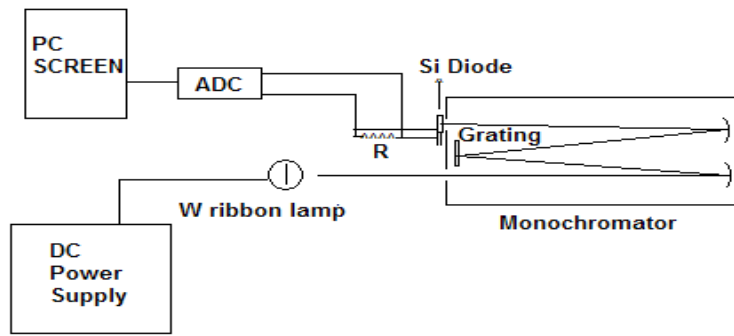 PC
SCREEN
ADC
Si Diode
Grating
R
W ribbon lamp
Monochromator
DC
Power
Supply